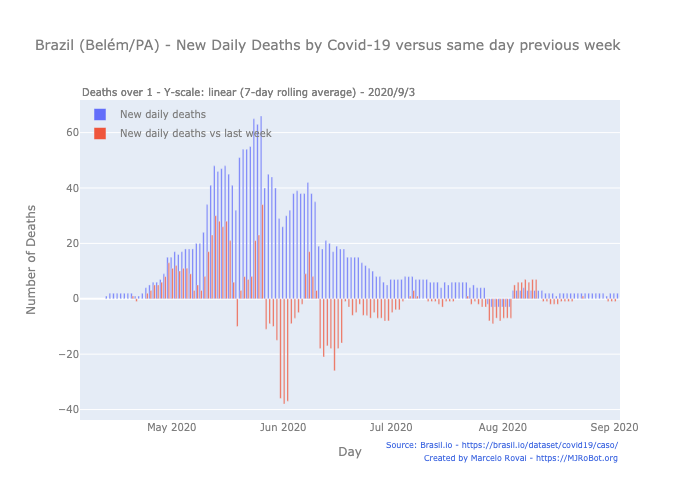 Brazil (Belém/PA) - New Daily Deaths by Covid-19 versus same day previous week
Deaths over 1 - Y-scale: linear (7-day rolling average) - 2020/9/3
New daily deaths
New daily deaths vs last week
60
40
20
0
−20
−40
Number of Deaths
May 2020
Jun 2020
Jul 2020
Aug 2020
Sep 2020
Day
Source: Brasil.io - https://brasil.io/dataset/covid19/caso/
Created by Marcelo Rovai - https://MJRoBot.org